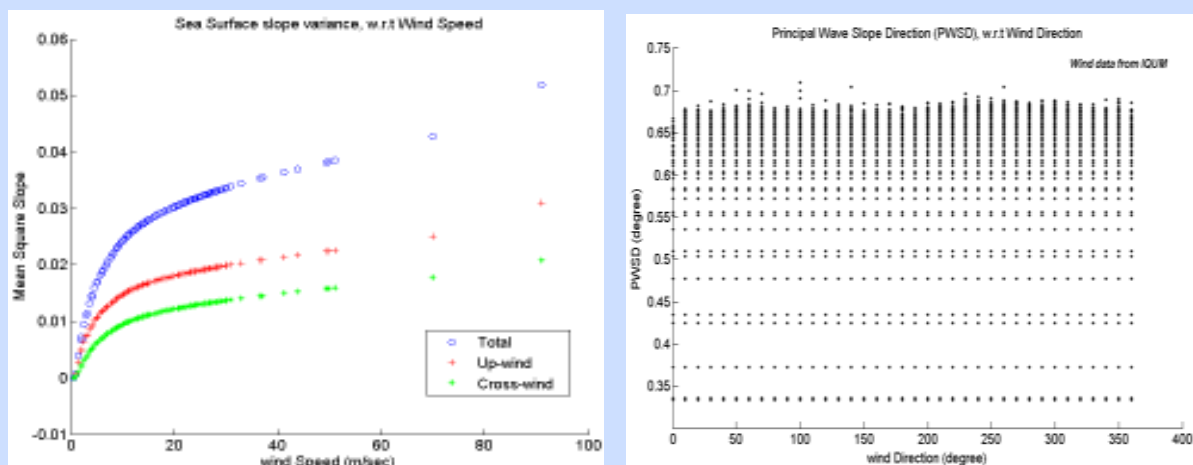 Sea Surface slope variance, w.r.t Wind Speed
0.06
0.05
0.04
0.03
0.02
0.01
0
-0.01
Mean Square Slope
Total
Up-wind
Cross-wind
0 20 40 60 80 100
wind Speed (m/sec)
Principal Wave Slope Direction (PWSD), w.r.t Wind Direction
Wind data from IQUM
0.75
0.7
0.65
0.6
0.55
0.5
0.45
0.4
0.35
PWSD (degree)
0 50 100 150 200 250 300 350 400
wind Direction (degree)